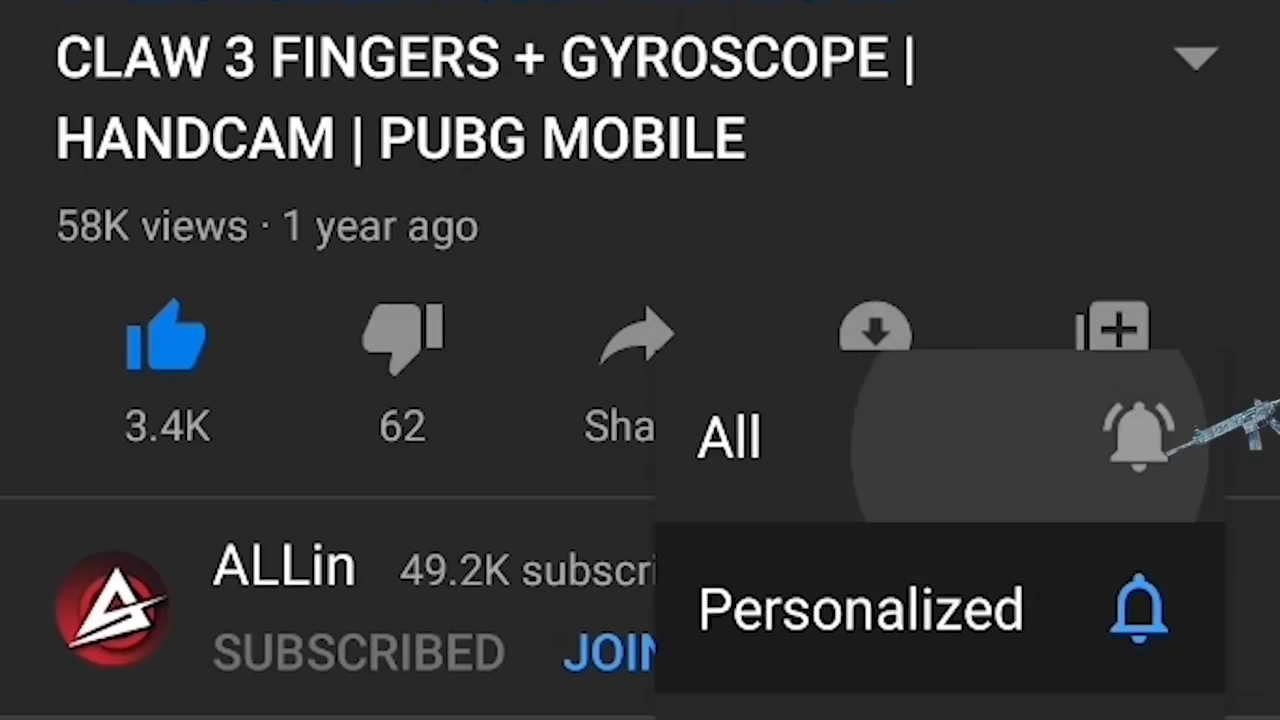 CLAW 3 FINGERS + GYROSCOPE |
HANDCAM | PUBG MOBILE
58K views · 1 year ago
3.4K 62 Sha
All
ALLin 49.2K subscri
Personalized
SUBSCRIBED JOIN